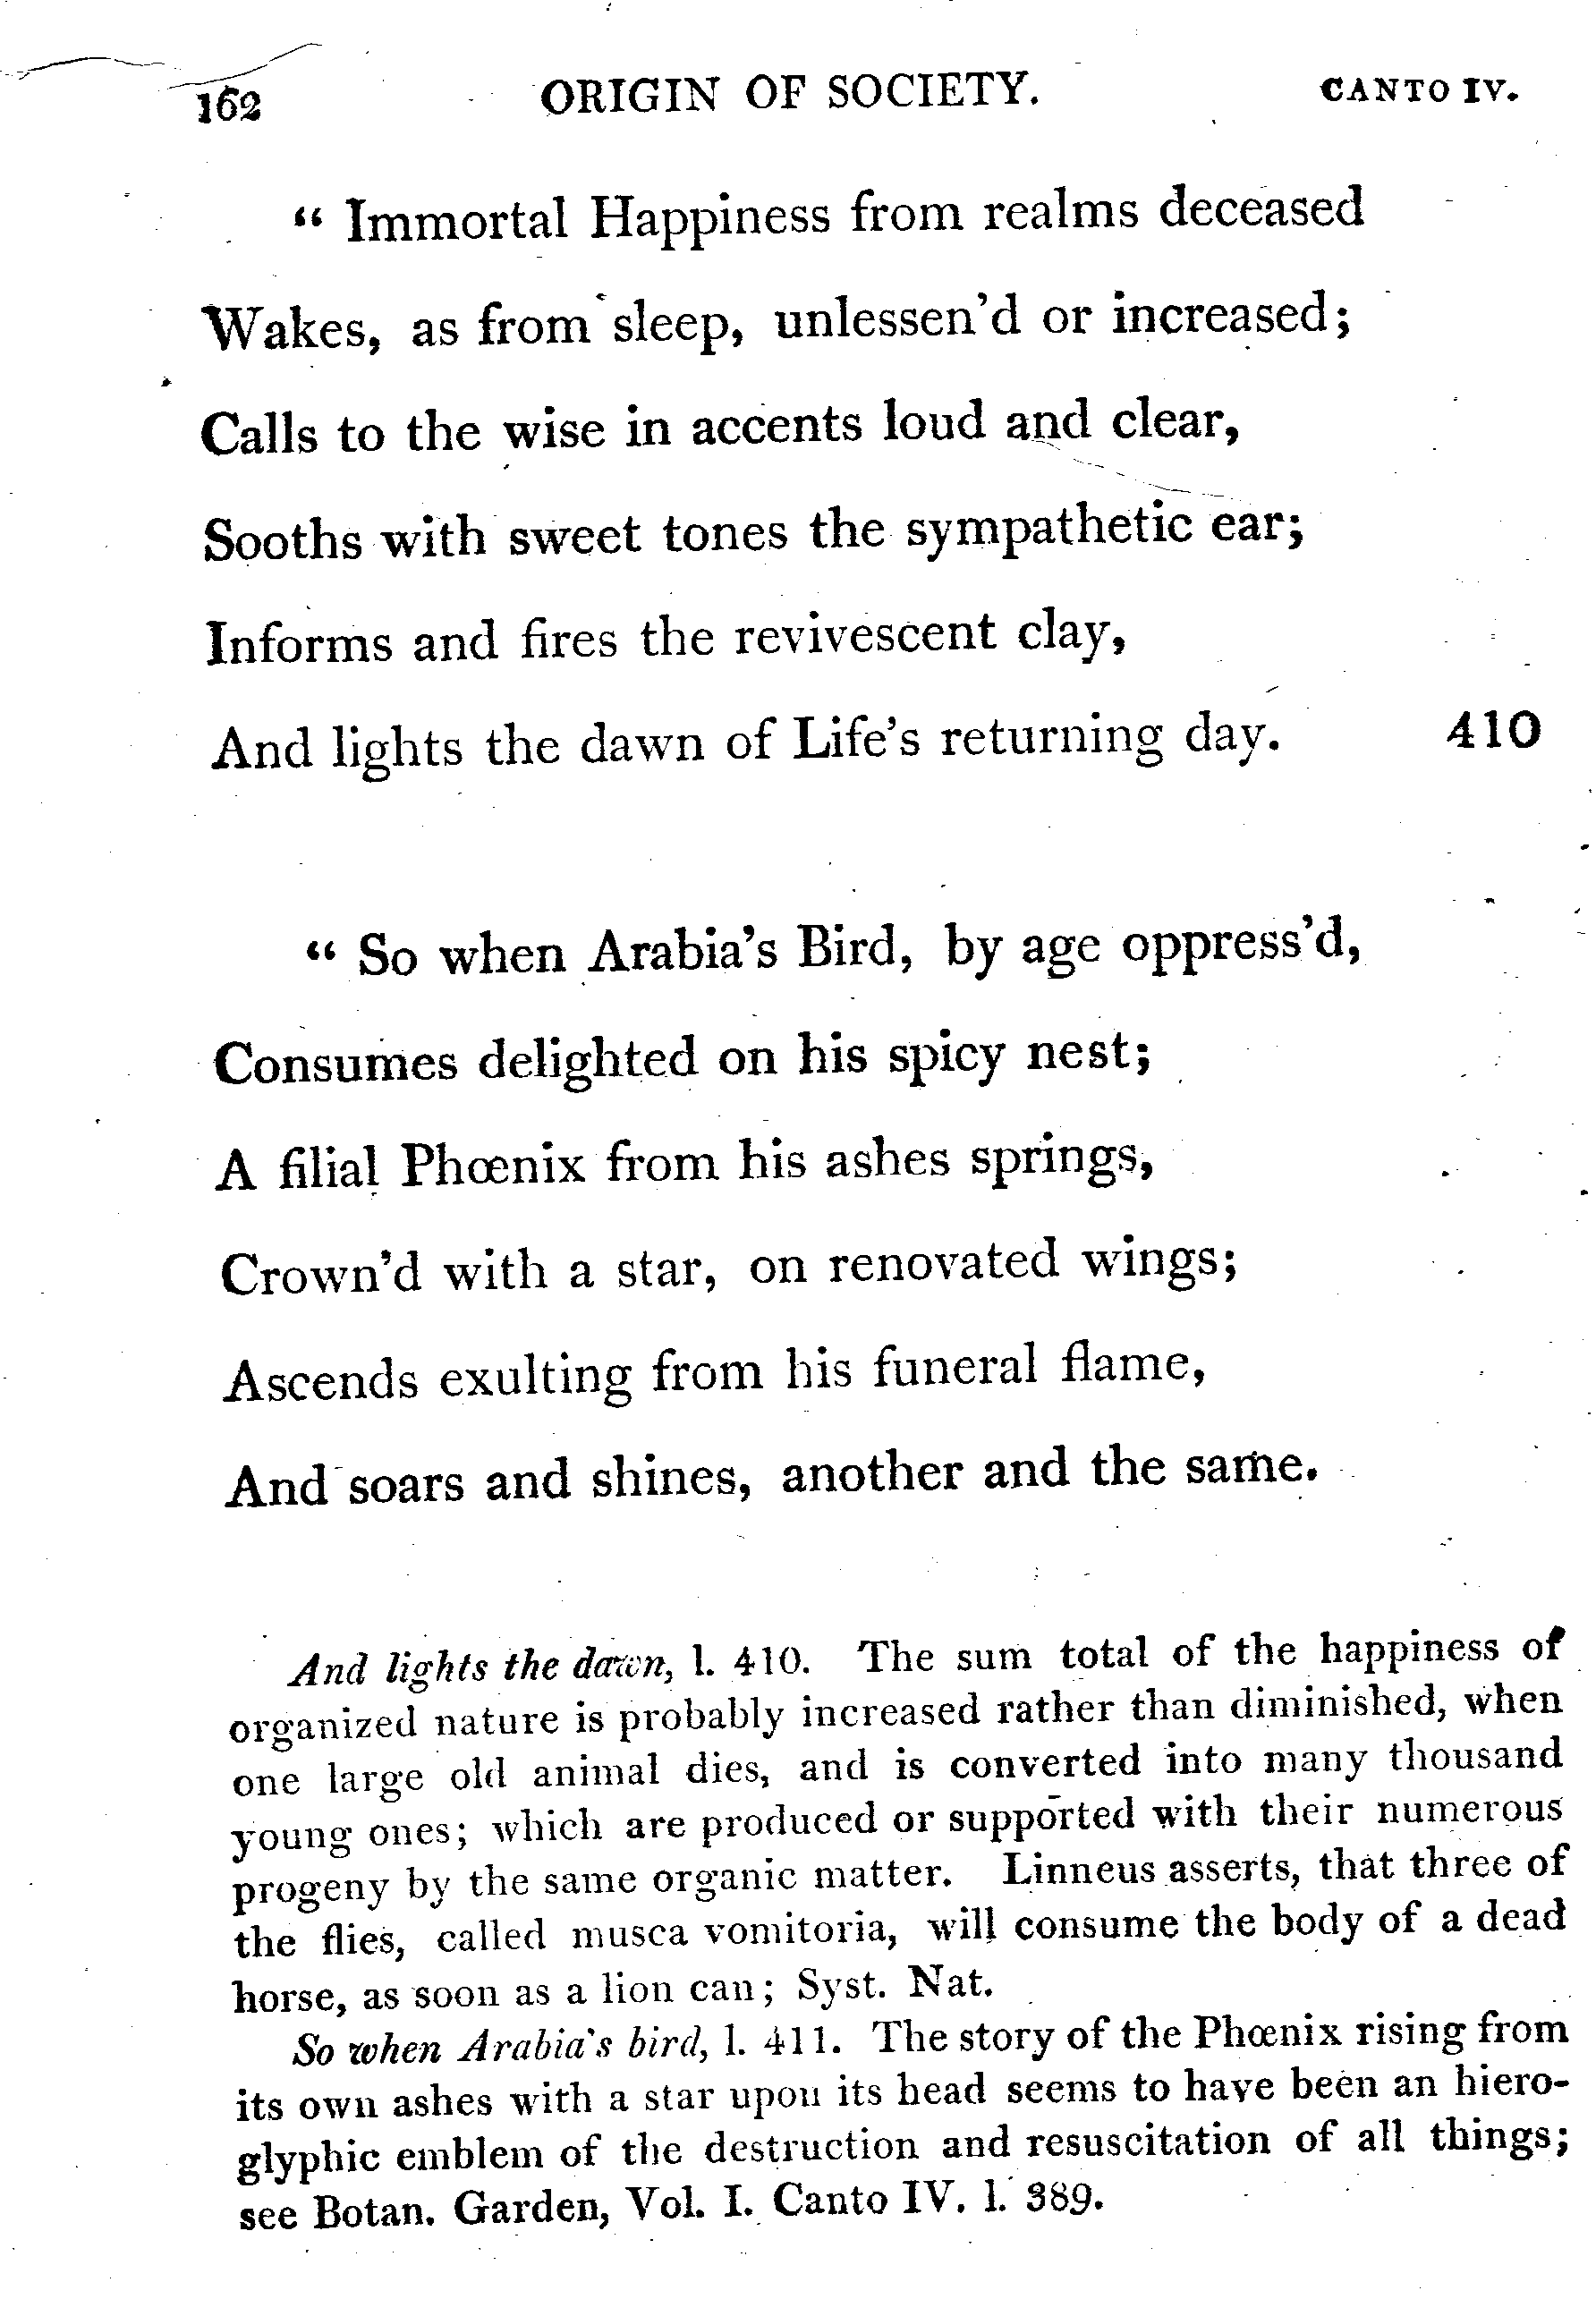 162 ORIGIN OF SOCIETY. CANTO IV.
“ Immortal Happiness from realms deceased
Wakes, as from sleep, unlessen’d or increased;
Calls to the wise in accents loud and clear,
Sooths with sweet tones the sympathetic ear;
Informs and fires the revivescent clay,
And lights the dawn of Life’s returning day. 410
“ So when Arabia’s Bird, by age oppress’d,
Consumes delighted on his spicy nest;
A filial Phœnix from his ashes springs,
Crown’d with a star, on renovated wings;
Ascends exulting from his funeral flame,
And soars and shines, another and the same.
And lights the dawn, l. 410. The sum total of the happiness of
organized nature is probably increased rather than diminished, when
one large old animal dies, and is converted into many thousand
young ones; which are produced or supported with their numerous
progeny by the same organic matter. Linneus asserts, that three of
the flies, called musca vomitoria, will consume the body of a dead
horse, as soon as a lion can; Syst. Nat.
So when Arabia’s bird, l. 411. The story of the Phœnix rising from
its own ashes with a star upon its head seems to have been an hiero-
glyphic emblem of the destruction and resuscitation of all things;
see Botan. Garden, Vol. I. Canto IV. l. 389.